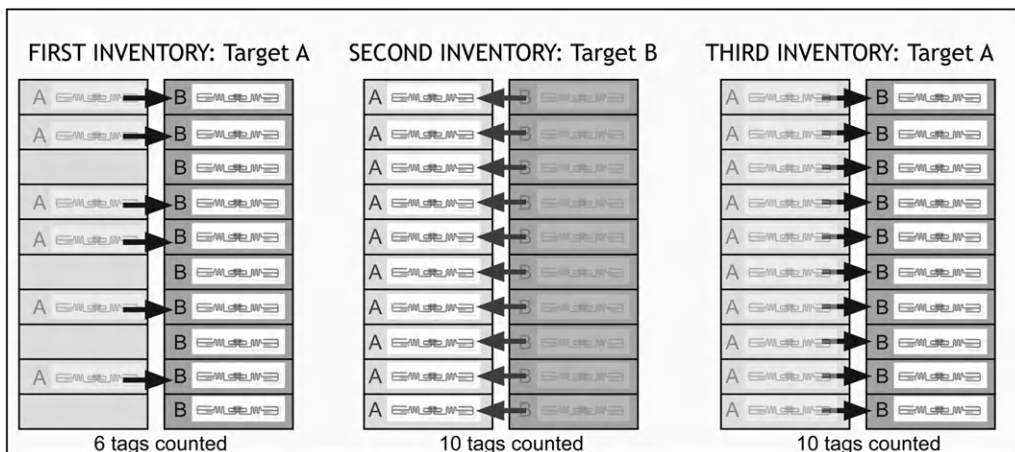 FIRST INVENTORY: Target A
SECOND INVENTORY: Target B
THIRD INVENTORY: Target A
A B A B A B
A B A B A B
B A B A B
A B A B A B
A B A B A B
B A B A B
A B A B A B
B A B A B
A B A B A B
B A B A B
6 tags counted
10 tags counted
10 tags counted